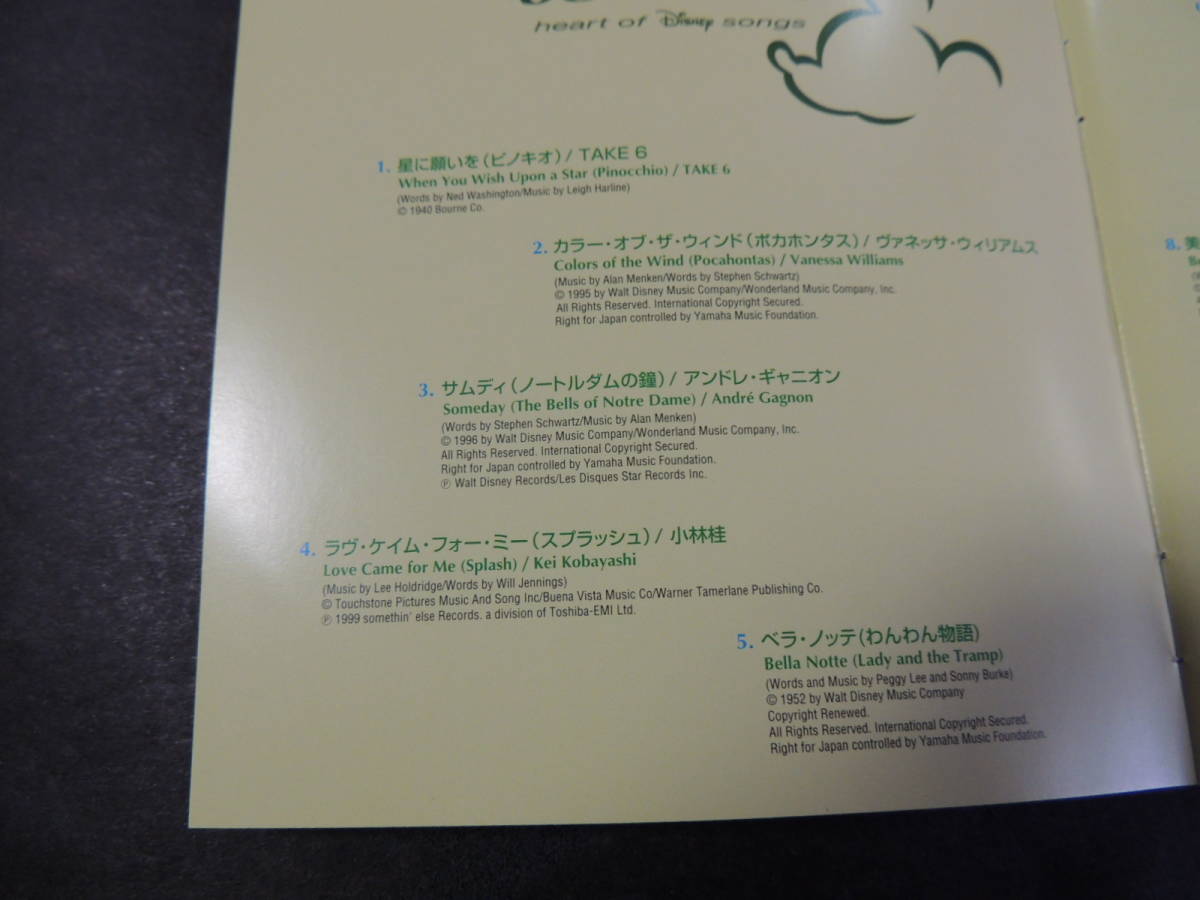 heart of Disney songs
1. 星に願いを(ピノキオ) / TAKE 6
When You Wish Upon a Star (Pinocchio) / TAKE 6
(Words by Ned Washington/Music by Leigh Harline)
© 1940 Bourne Co.
2. カラー・オブ・ザ・ウィンド(ポカホンタス) / ヴァネッサ・ウィリアムス
Colors of the Wind (Pocahontas) / Vanessa Williams
(Music by Alan Menken/Words by Stephen Schwartz)
© 1995 by Walt Disney Music Company/Wonderland Music Company, Inc.
All Rights Reserved. International Copyright Secured.
Right for Japan controlled by Yamaha Music Foundation.
3. サムデイ(ノートルダムの鐘) / アンドレ・ギャニオン
Someday (The Bells of Notre Dame) / André Gagnon
(Words by Stephen Schwartz/Music by Alan Menken)
© 1996 by Walt Disney Music Company/Wonderland Music Company, Inc.
All Rights Reserved. International Copyright Secured.
Right for Japan controlled by Yamaha Music Foundation.
℗ Walt Disney Records/Les Disques Star Records Inc.
4. ラヴ・ケイム・フォー・ミー(スプラッシュ) / 小林桂
Love Came for Me (Splash) / Kei Kobayashi
(Music by Lee Holdridge/Words by Will Jennings)
© Touchstone Pictures Music And Song Inc/Buena Vista Music Co/Warner Tamerlane Publishing Co.
℗ 1999 somethin' else Records. a division of Toshiba-EMI Ltd.
5. ベラ・ノッテ(わんわん物語)
Bella Notte (Lady and the Tramp)
(Words and Music by Peggy Lee and Sonny Burke)
© 1952 by Walt Disney Music Company
Copyright Renewed.
All Rights Reserved. International Copyright Secured.
Right for Japan controlled by Yamaha Music Foundation.
8. 美